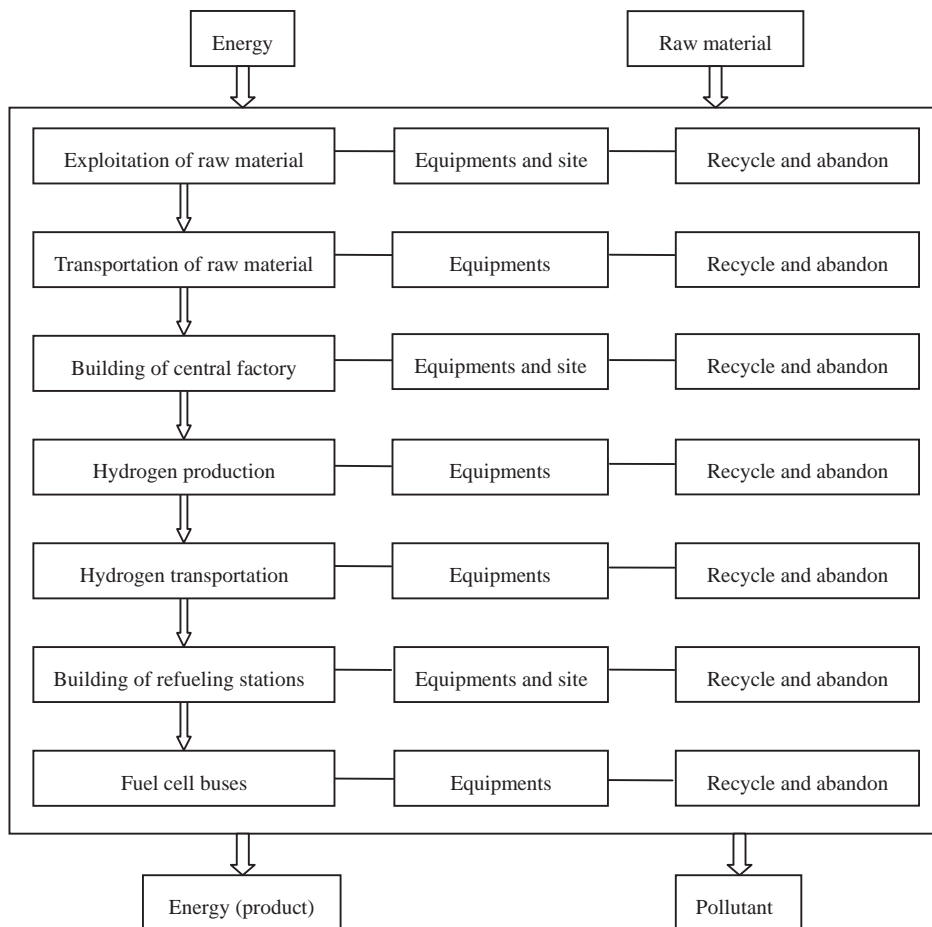 Energy
Raw material
Exploitation of raw material
Equipments and site
Recycle and abandon
Transportation of raw material
Equipments
Recycle and abandon
Building of central factory
Equipments and site
Recycle and abandon
Hydrogen production
Equipments
Recycle and abandon
Hydrogen transportation
Equipments
Recycle and abandon
Building of refueling stations
Equipments and site
Recycle and abandon
Fuel cell buses
Equipments
Recycle and abandon
Energy (product)
Pollutant